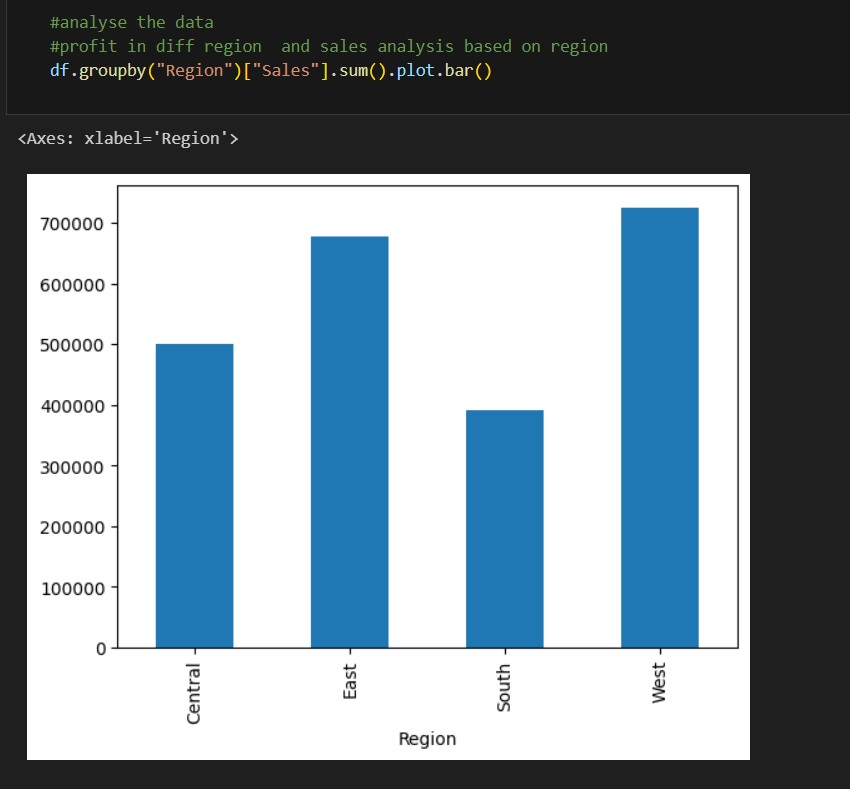 #analyse the data
#profit in diff region  and sales analysis based on region
df.groupby("Region")["Sales"].sum().plot.bar()
<Axes: xlabel='Region'>
700000
600000
500000
400000
300000
200000
100000
0
Central
East
South
West
Region